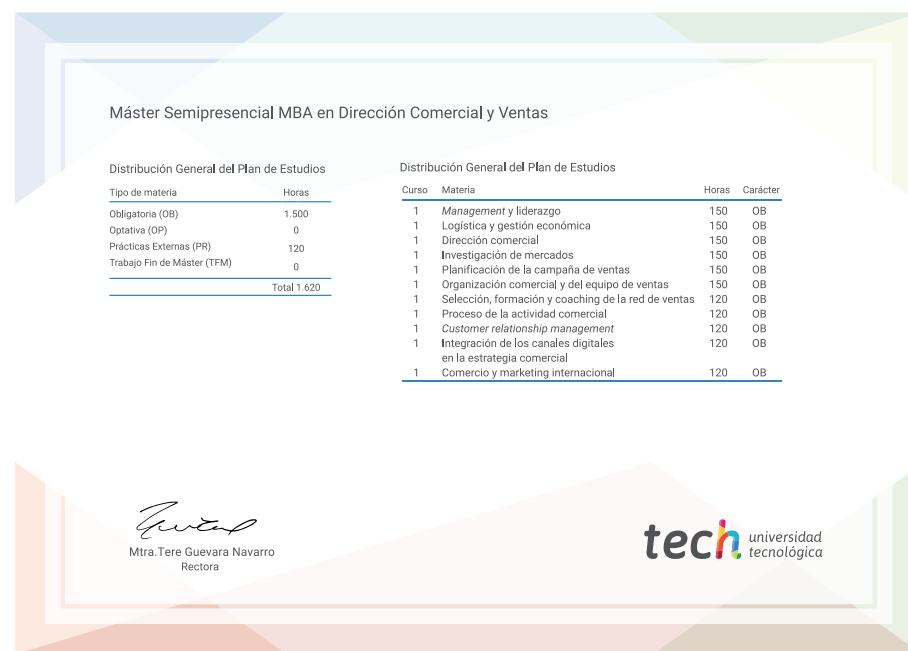 Máster Semipresencial MBA en Dirección Comercial y Ventas
Distribución General del Plan de Estudios
Tipo de materia Horas
Obligatoria (OB) 1.500
Optativa (OP) 0
Prácticas Externas (PR) 120
Trabajo Fin de Máster (TFM) 0
Total 1.620
Distribución General del Plan de Estudios
Curso Materia Horas Carácter
1 Management y liderazgo 150 OB
1 Logística y gestión económica 150 OB
1 Dirección comercial 150 OB
1 Investigación de mercados 150 OB
1 Planificación de la campaña de ventas 150 OB
1 Organización comercial y del equipo de ventas 150 OB
1 Selección, formación y coaching de la red de ventas 120 OB
1 Proceso de la actividad comercial 120 OB
1 Customer relationship management 120 OB
1 Integración de los canales digitales 120 OB
en la estrategia comercial
1 Comercio y marketing internacional 120 OB
Mtra.Tere Guevara Navarro
Rectora
tech universidad
tecnológica